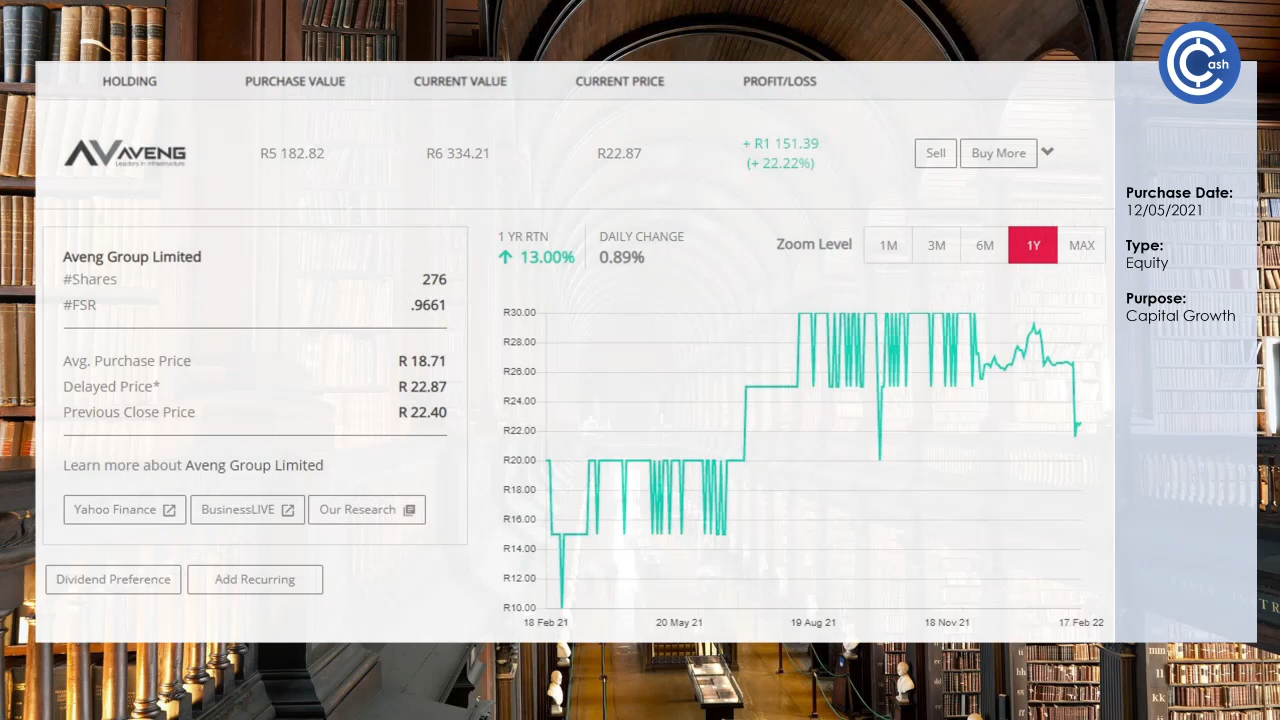 HOLDING PURCHASE VALUE CURRENT VALUE CURRENT PRICE PROFIT/LOSS
AVENG
Leaders in Infrastructure
R5 182.82 R6 334.21 R22.87
+ R1 151.39
(+ 22.22%)
Sell Buy More
Aveng Group Limited
#Shares 276
#FSR .9661
Avg. Purchase Price R 18.71
Delayed Price* R 22.87
Previous Close Price R 22.40
Learn more about Aveng Group Limited
Yahoo Finance BusinessLIVE Our Research
Dividend Preference Add Recurring
1 YR RTN DAILY CHANGE
13.00% 0.89%
Zoom Level 1M 3M 6M 1Y MAX
R30.00
R28.00
R26.00
R24.00
R22.00
R20.00
R18.00
R16.00
R14.00
R12.00
R10.00
18 Feb 21 20 May 21 19 Aug 21 18 Nov 21 17 Feb 22
Cash
Purchase Date:
12/05/2021
Type:
Equity
Purpose:
Capital Growth